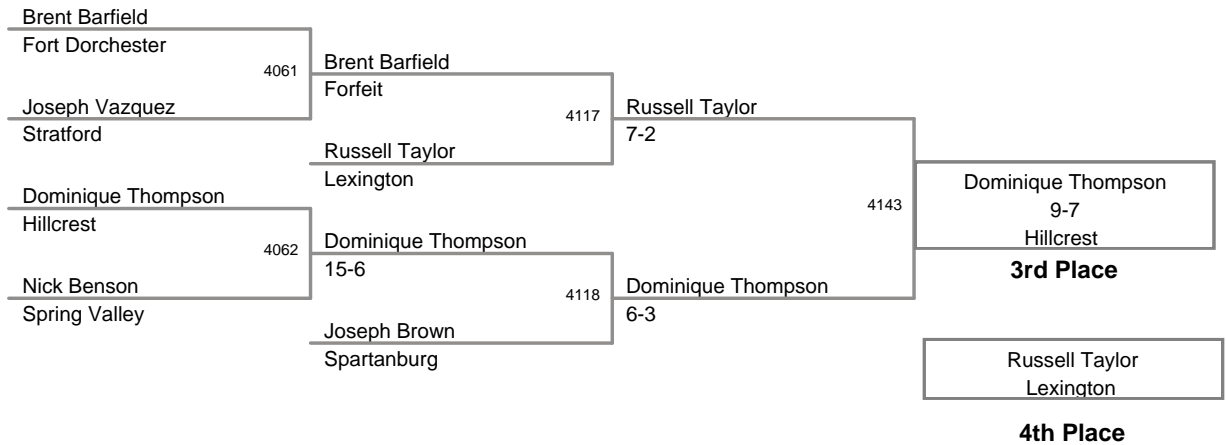 Brent Barfield
Fort Dorchester
4061
Joseph Vazquez
Stratford
Brent Barfield
Forfeit
4117
Russell Taylor
Lexington
Russell Taylor
7-2
Dominique Thompson
Hillcrest
4062
Nick Benson
Spring Valley
Dominique Thompson
15-6
4118
Joseph Brown
Spartanburg
Dominique Thompson
6-3
4143
Dominique Thompson
9-7
Hillcrest
3rd Place
Russell Taylor
Lexington
4th Place